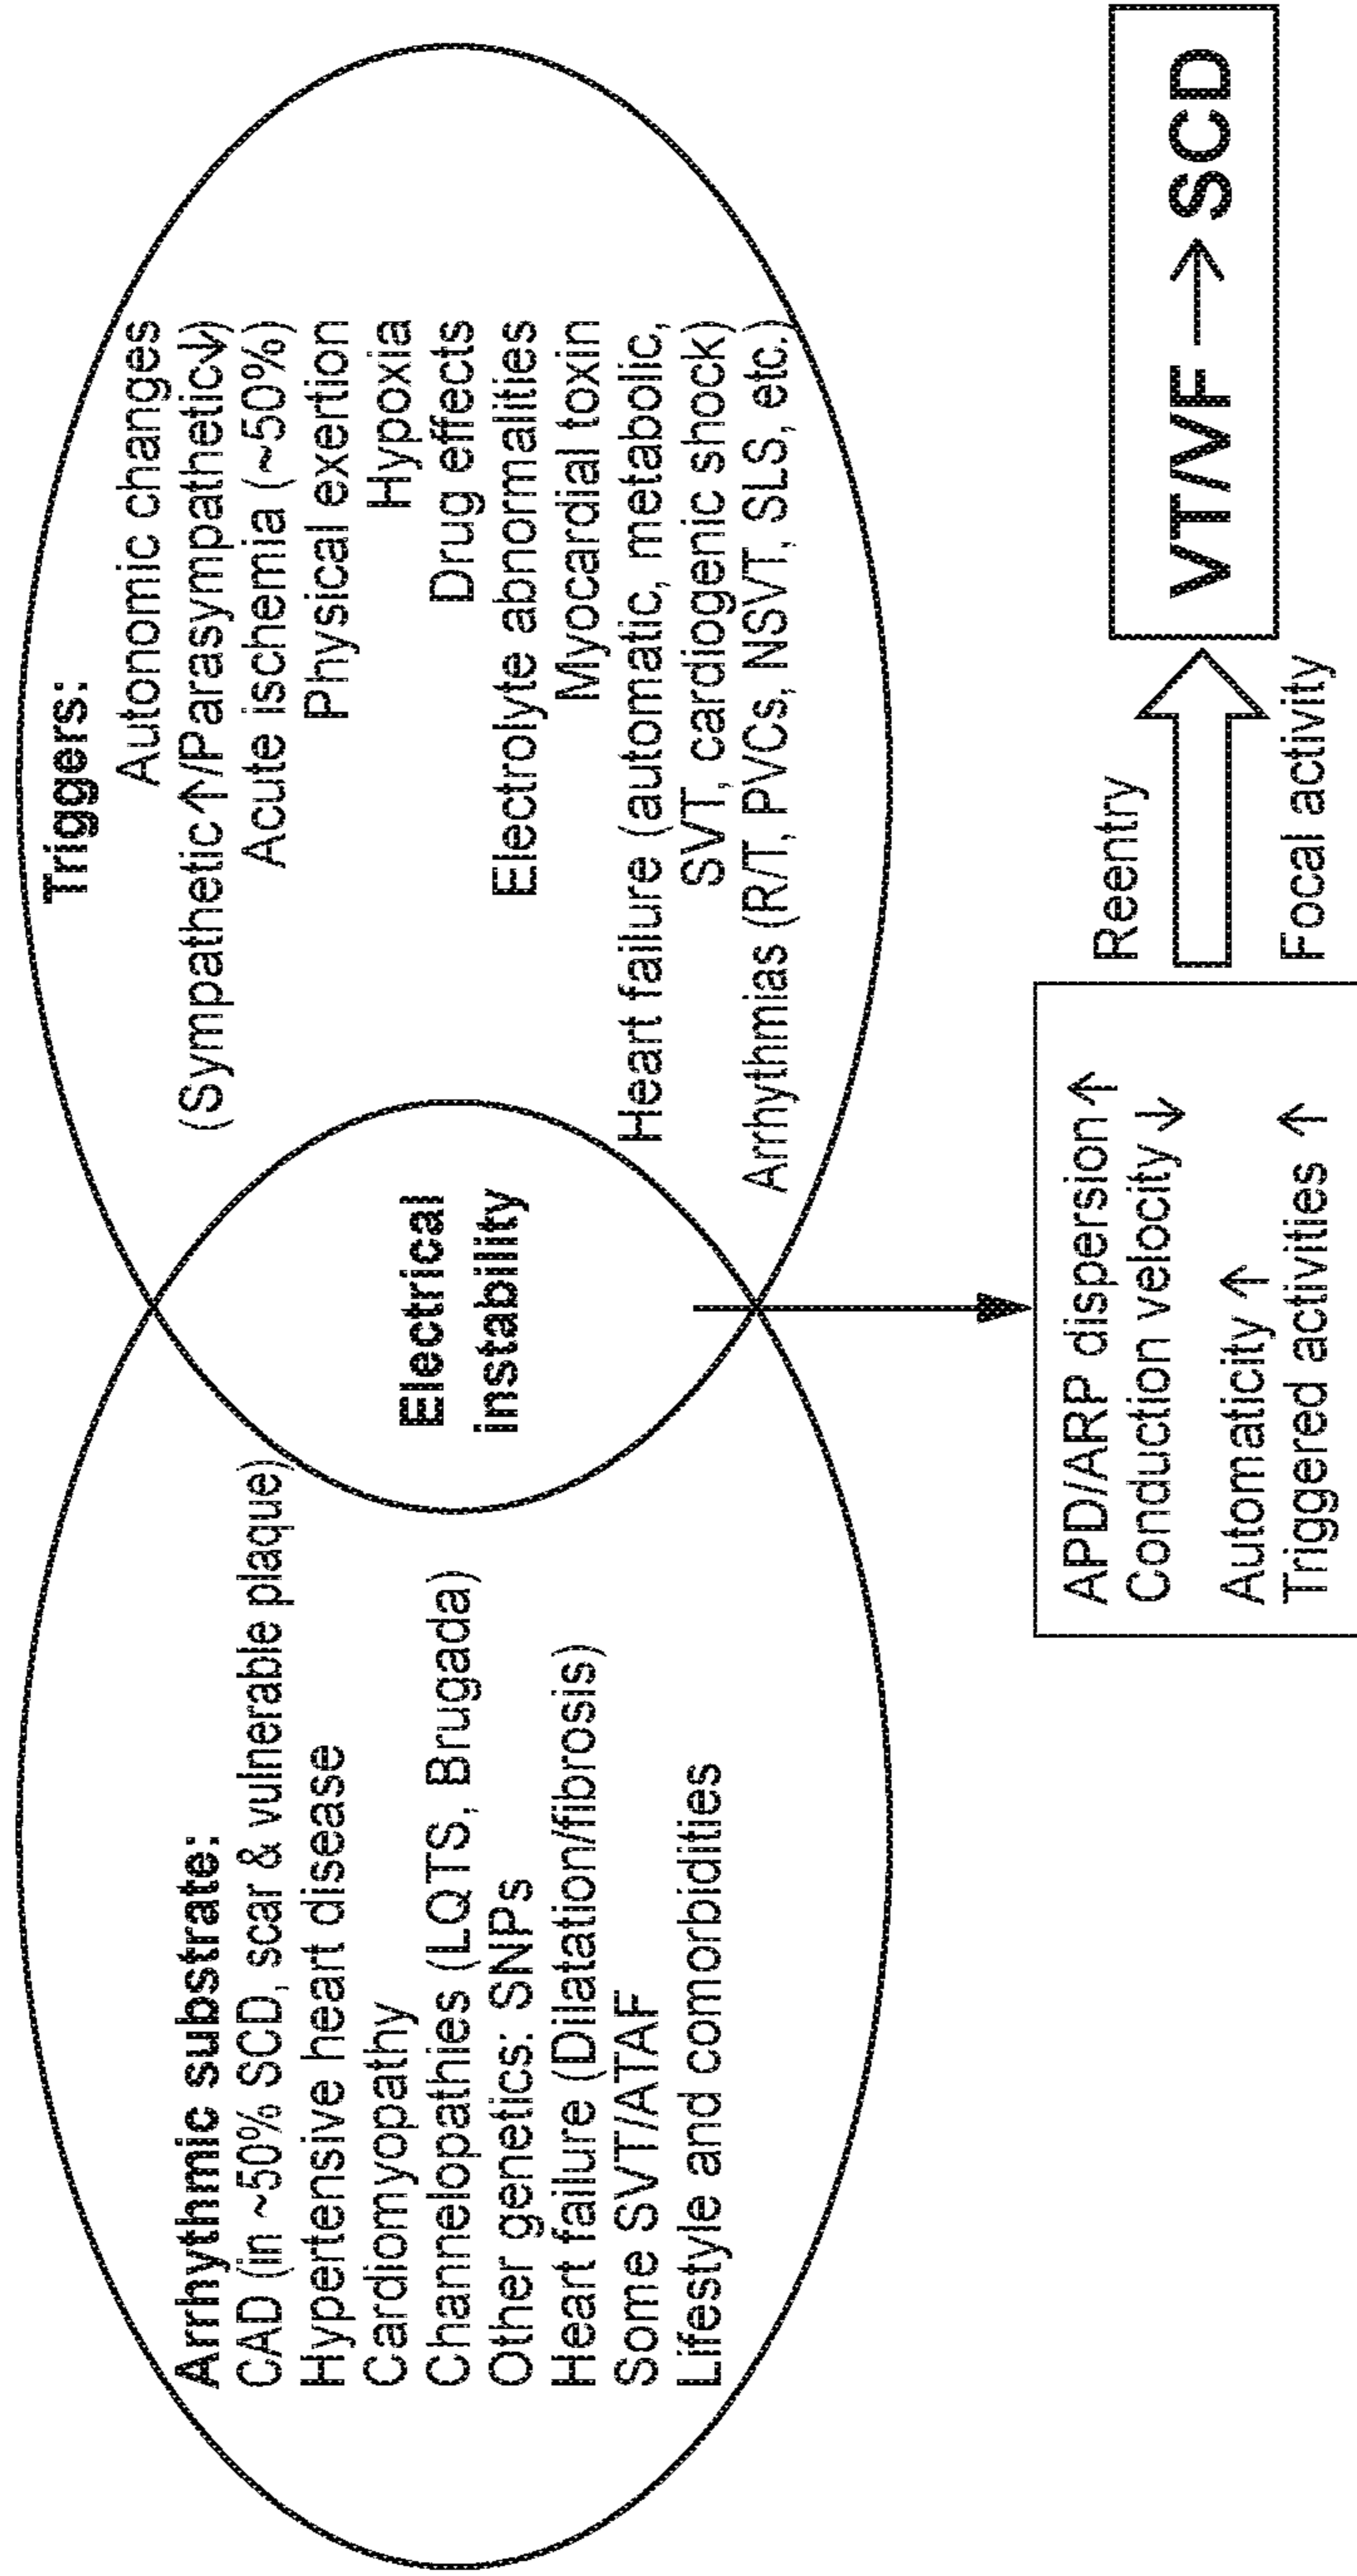 Arrhythmic substrate:
CAD (in ~50% SCD, scar & vulnerable plaque)
Hypertensive heart disease
Cardiomyopathy
Channelopathies (LQTS, Brugada)
Other genetics: SNPs
Heart failure (Dilatation/fibrosis)
Some SVT/ATAF
Lifestyle and comorbidities
Electrical
instability
Triggers:
Autonomic changes
(Sympathetic↑/Parasympathetic↓)
Acute ischemia (~50%)
Physical exertion
Hypoxia
Drug effects
Electrolyte abnormalities
Myocardial toxin
Heart failure (automatic, metabolic,
SVT, cardiogenic shock)
Arrhythmias (R/T, PVCs, NSVT, SLS, etc.)
APD/ARP dispersion ↑
Conduction velocity ↓
Automaticity ↑
Triggered activities ↑
Reentry
Focal activity
VT/VF → SCD